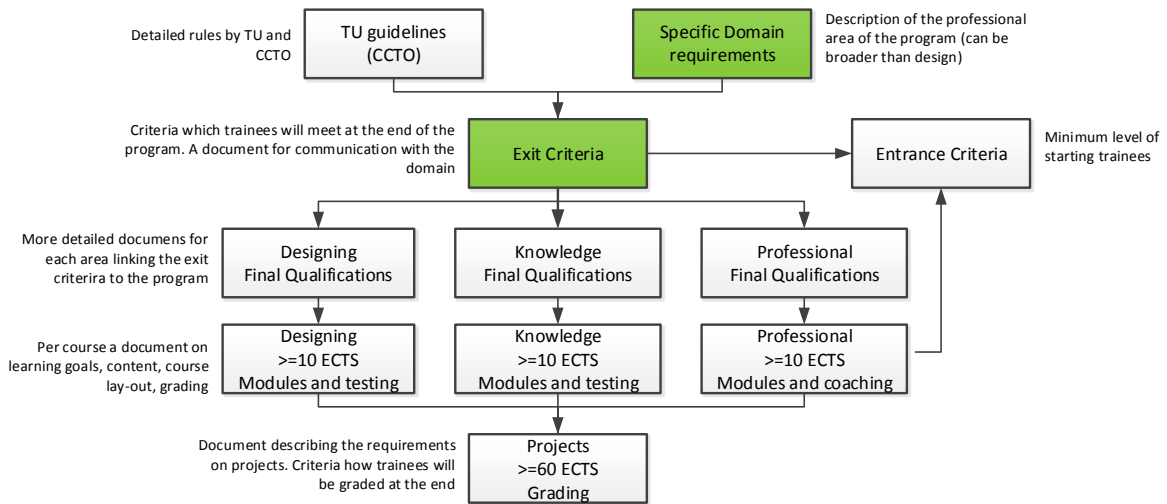 Detailed rules by TU and
CCTO
TU guidelines
(CCTO)
Specific Domain
requirements
Description of the professional
area of the program (can be
broader than design)
Criteria which trainees will meet at the end of the
program. A document for communication with the
domain
Exit Criteria
Entrance Criteria
Minimum level of
starting trainees
More detailed documens for
each area linking the exit
criterira to the program
Designing
Final Qualifications
Knowledge
Final Qualifications
Professional
Final Qualifications
Per course a document on
learning goals, content, course
lay-out, grading
Designing
>=10 ECTS
Modules and testing
Knowledge
>=10 ECTS
Modules and testing
Professional
>=10 ECTS
Modules and coaching
Document describing the requirements
on projects. Criteria how trainees will
be graded at the end
Projects
>=60 ECTS
Grading